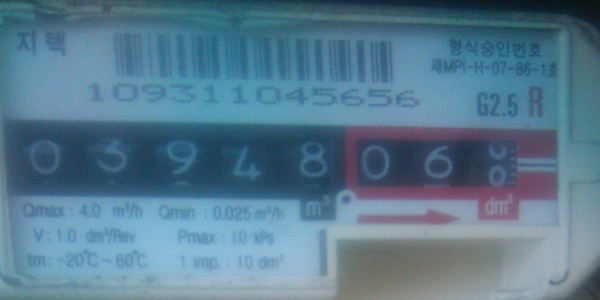 지텍
형식승인번호
제MPI-H-07-86-1호
109311045656
G2.5 R
03948 06
m³ dm³
Qmax : 4.0 m³/h Qmin : 0.025 m³/h
V : 1.0 dm³/Rev Pmax : 10 kPa
tm : -20℃~60℃ 1 imp. : 10 dm³